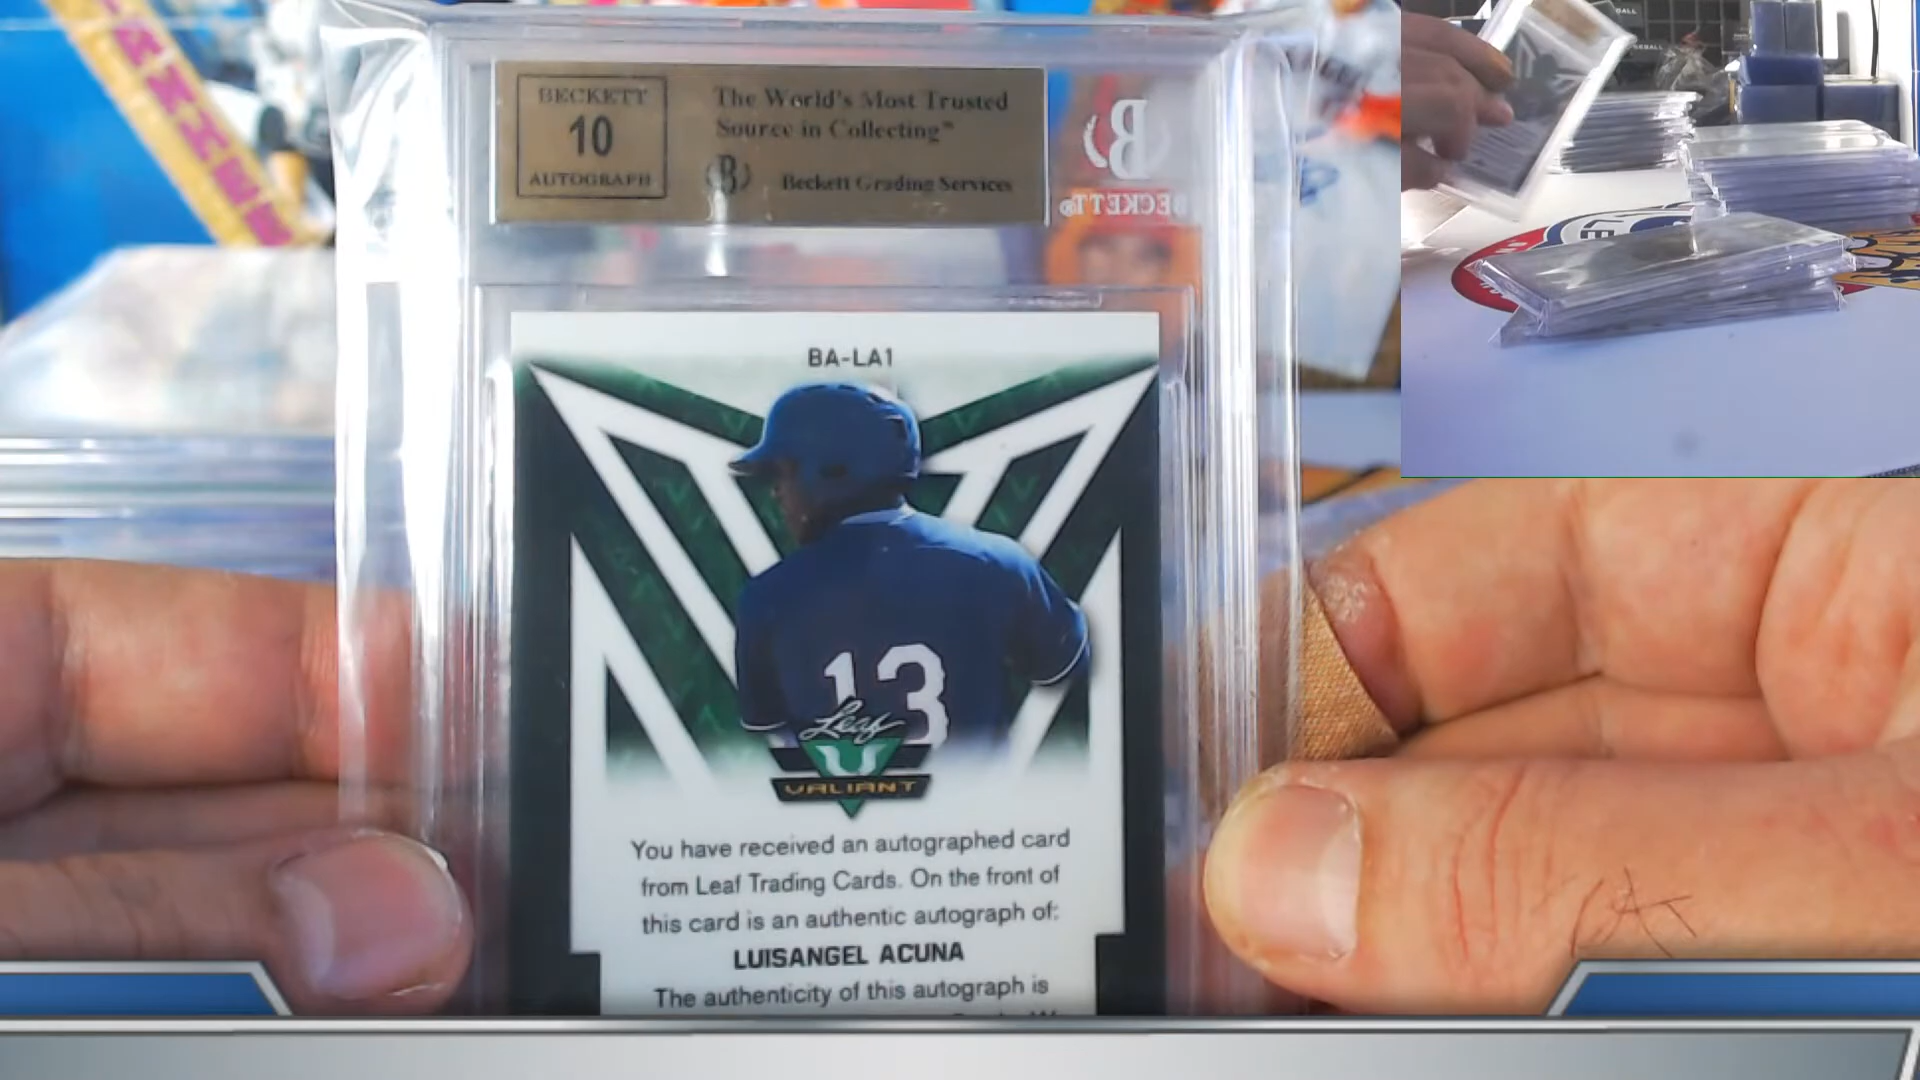 BECKETT
10
AUTOGRAPH
The World's Most Trusted
Source in Collecting™
B
Beckett Grading Services
B
BECKETT®
BA-LA1
13
Leaf
VALIANT
You have received an autographed card
from Leaf Trading Cards. On the front of
this card is an authentic autograph of:
LUISANGEL ACUNA
The authenticity of this autograph is